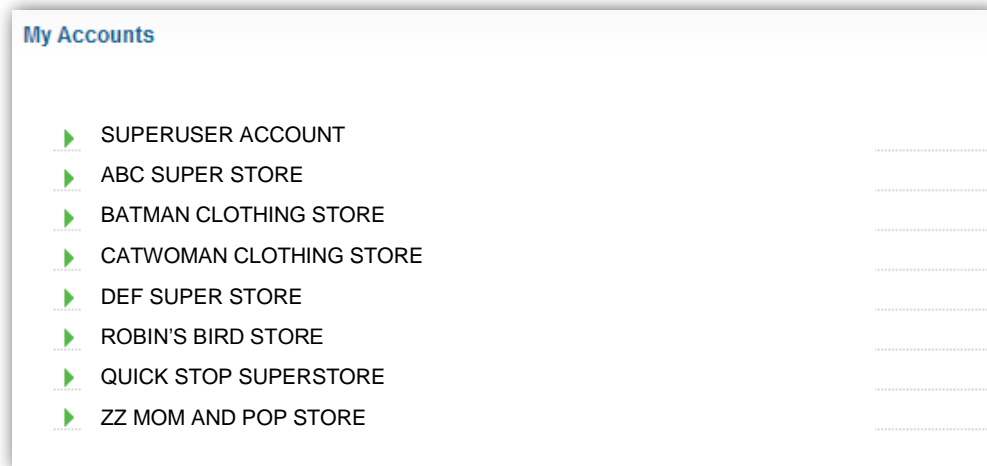 My Accounts
SUPERUSER ACCOUNT
ABC SUPER STORE
BATMAN CLOTHING STORE
CATWOMAN CLOTHING STORE
DEF SUPER STORE
ROBIN’S BIRD STORE
QUICK STOP SUPERSTORE
ZZ MOM AND POP STORE